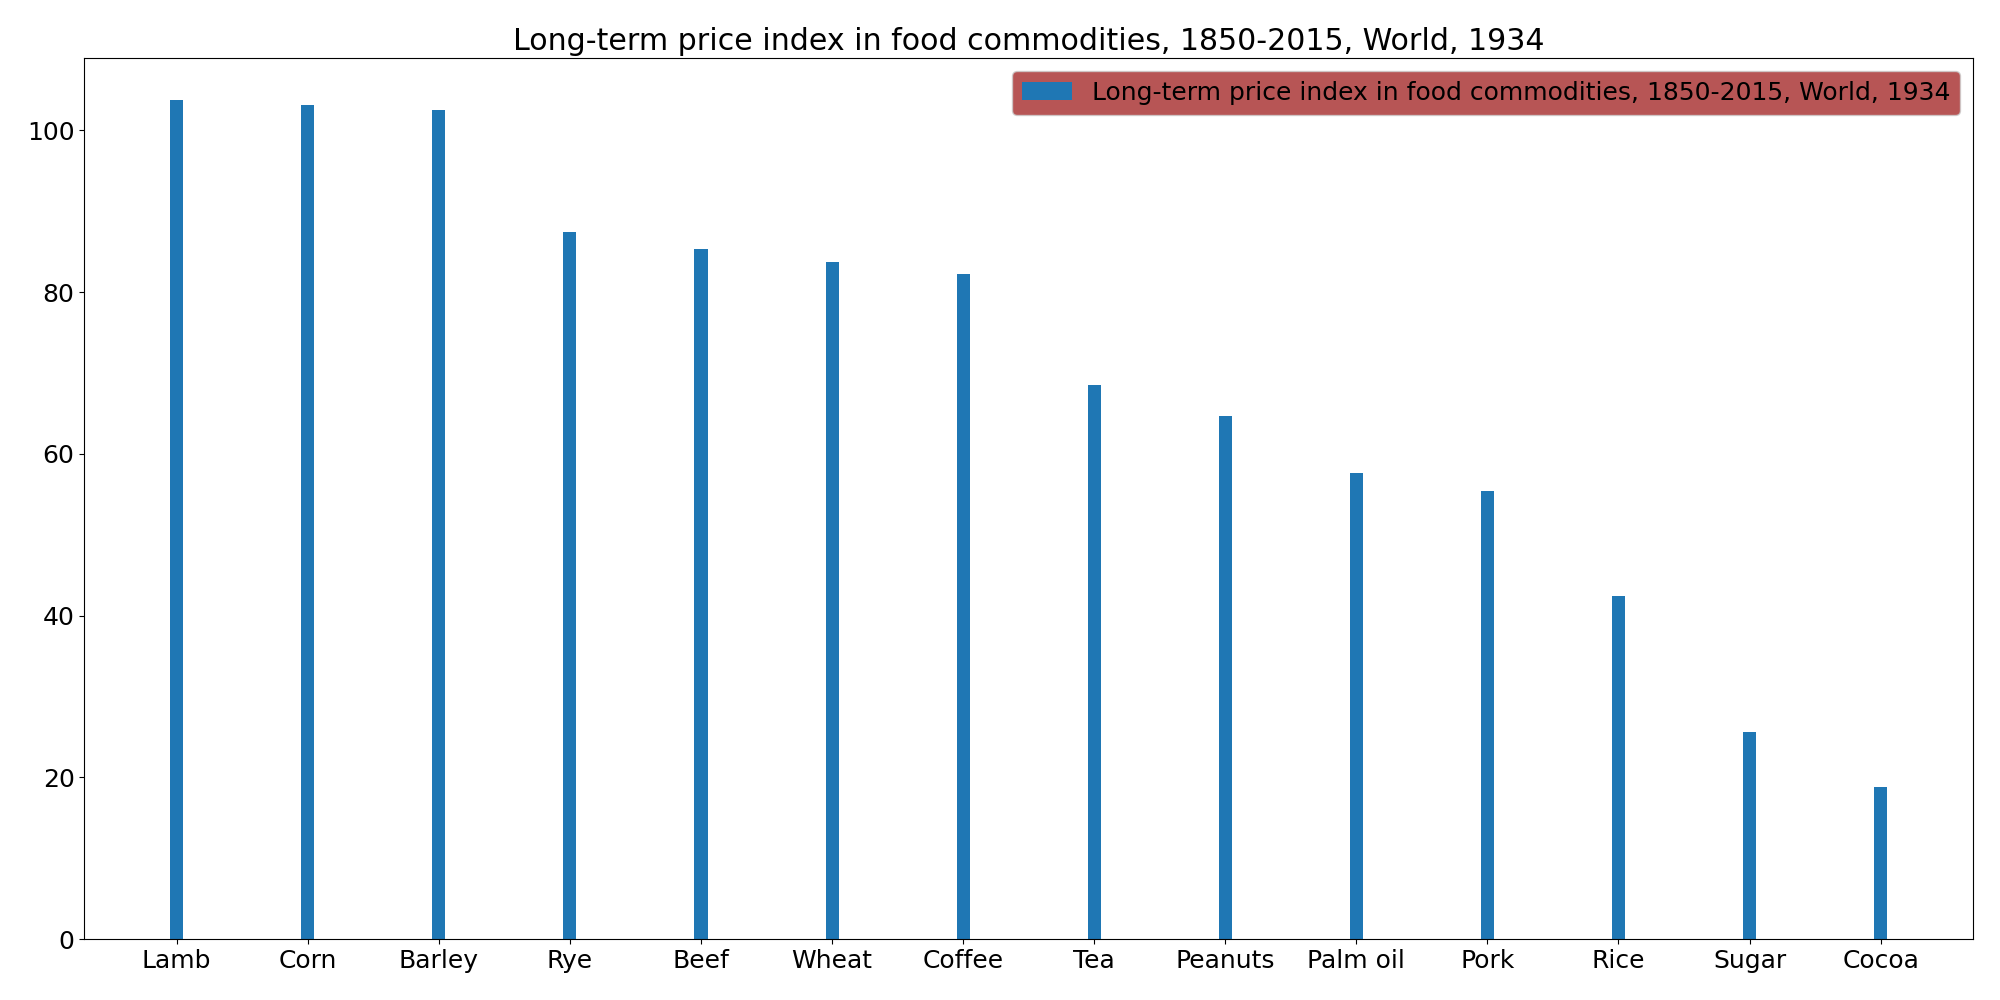 Long-term price index in food commodities, 1850-2015, World, 1934
Long-term price index in food commodities, 1850-2015, World, 1934
100
80
60
40
20
0
Lamb Corn Barley Rye Beef Wheat Coffee Tea Peanuts Palm oil Pork Rice Sugar Cocoa